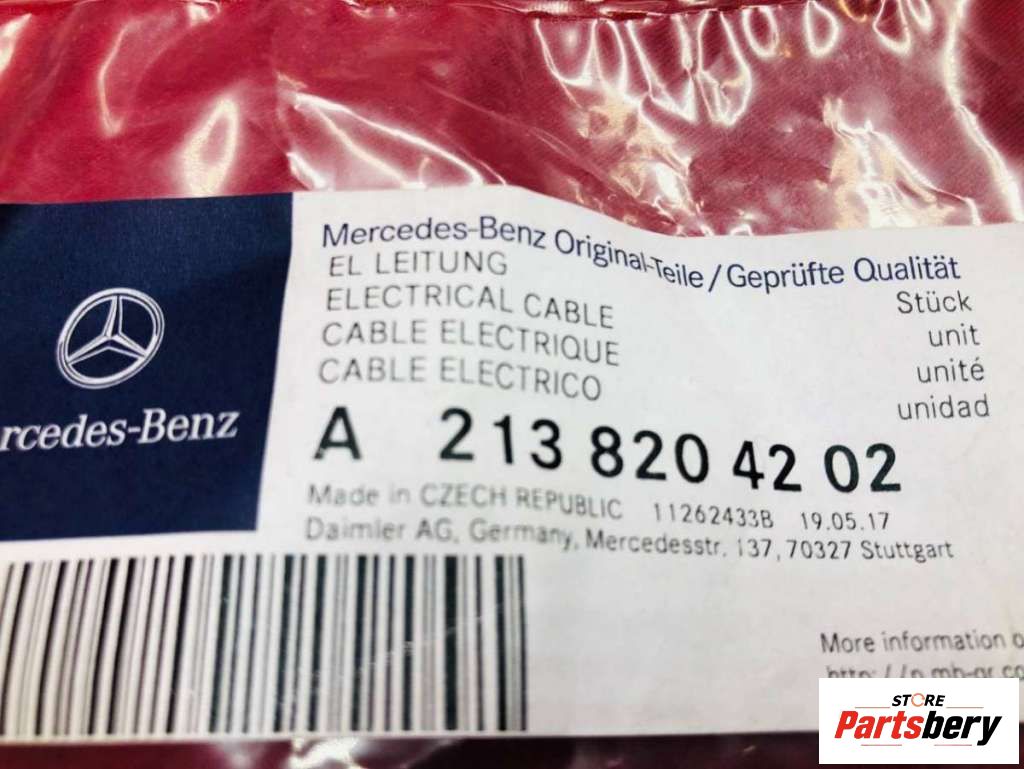 Mercedes-Benz Original-Teile / Geprüfte Qualität
EL LEITUNG
ELECTRICAL CABLE
CABLE ELECTRIQUE
CABLE ELECTRICO
Stück
unit
unité
unidad
A 213 820 42 02
Made in CZECH REPUBLIC 11262433B 19.05.17
Daimler AG, Germany, Mercedesstr. 137, 70327 Stuttgart
rcedes-Benz
More information o
STORE
Partsbery